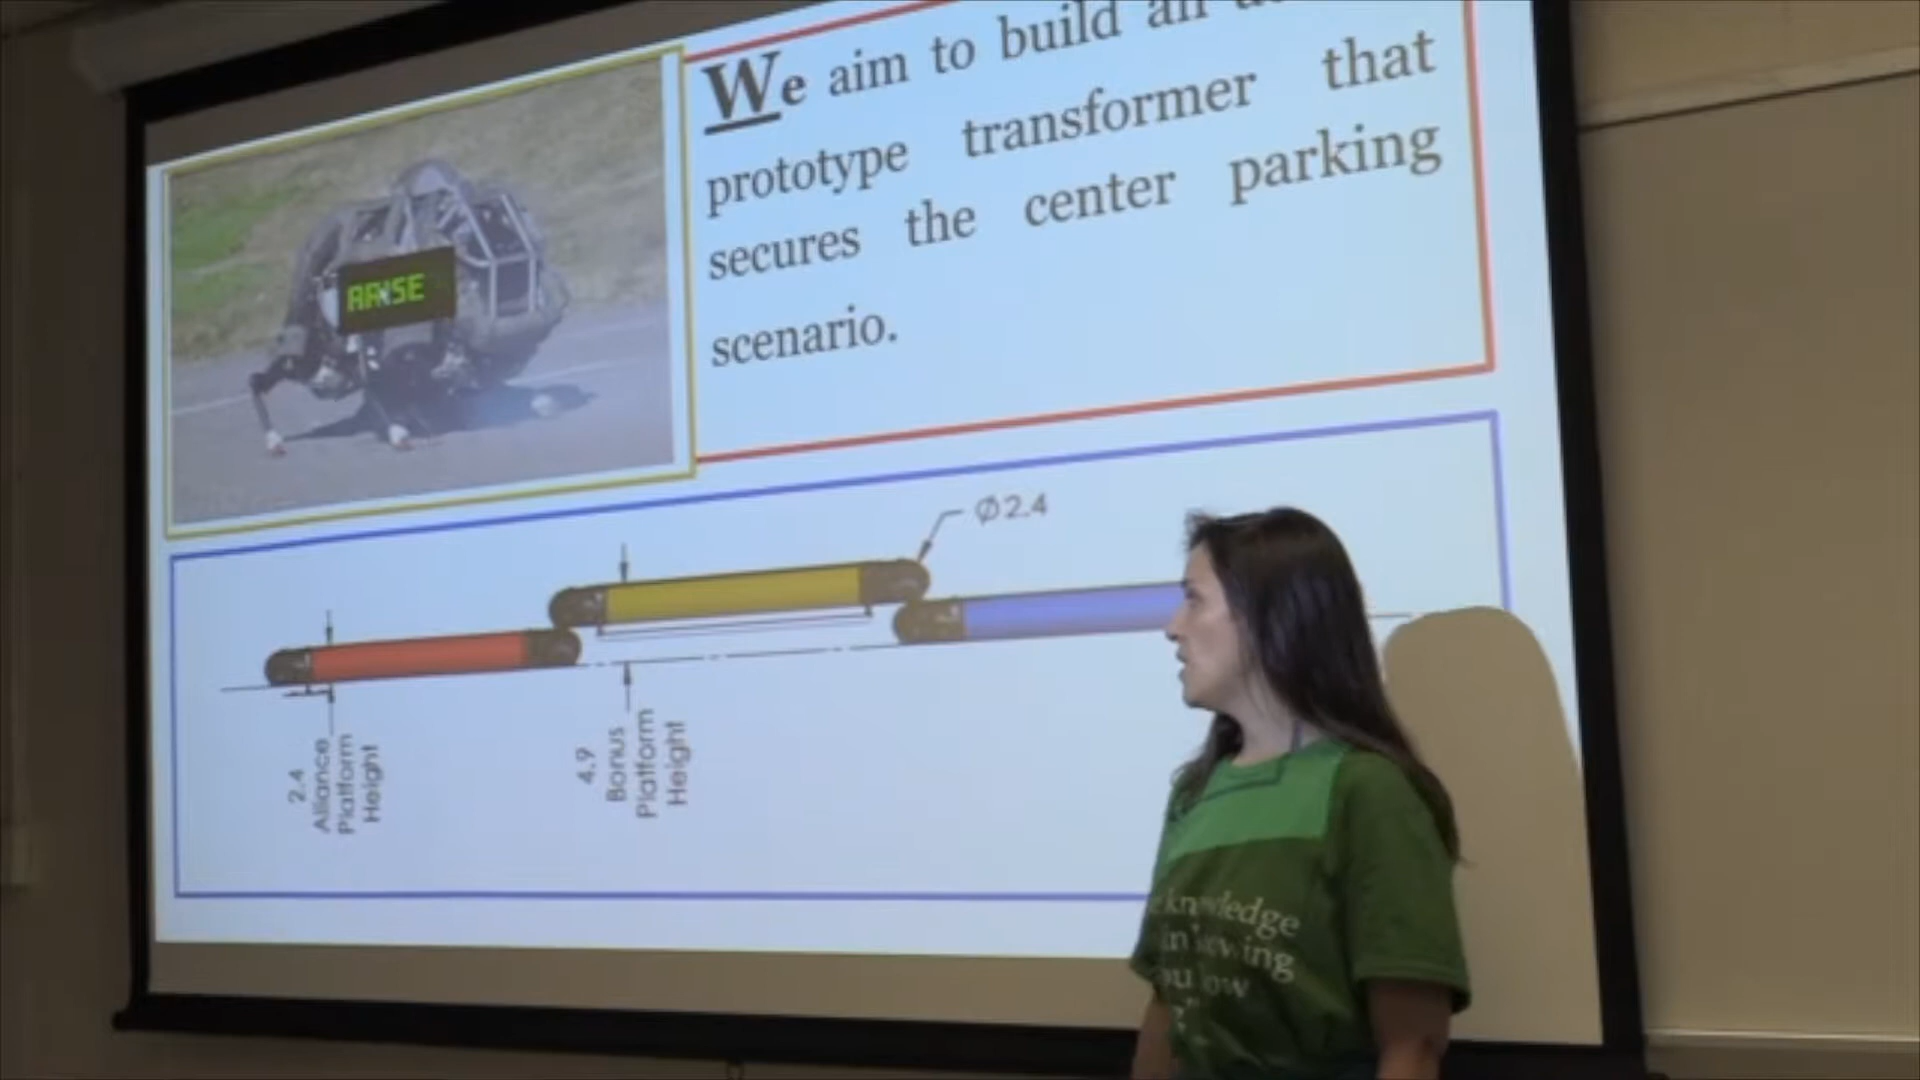 We aim to build an
prototype transformer that
secures the center parking
scenario.
ARISE
Ø2.4
2.4
Alliance
Platform
Height
4.9
Bonus
Platform
Height
knowledge